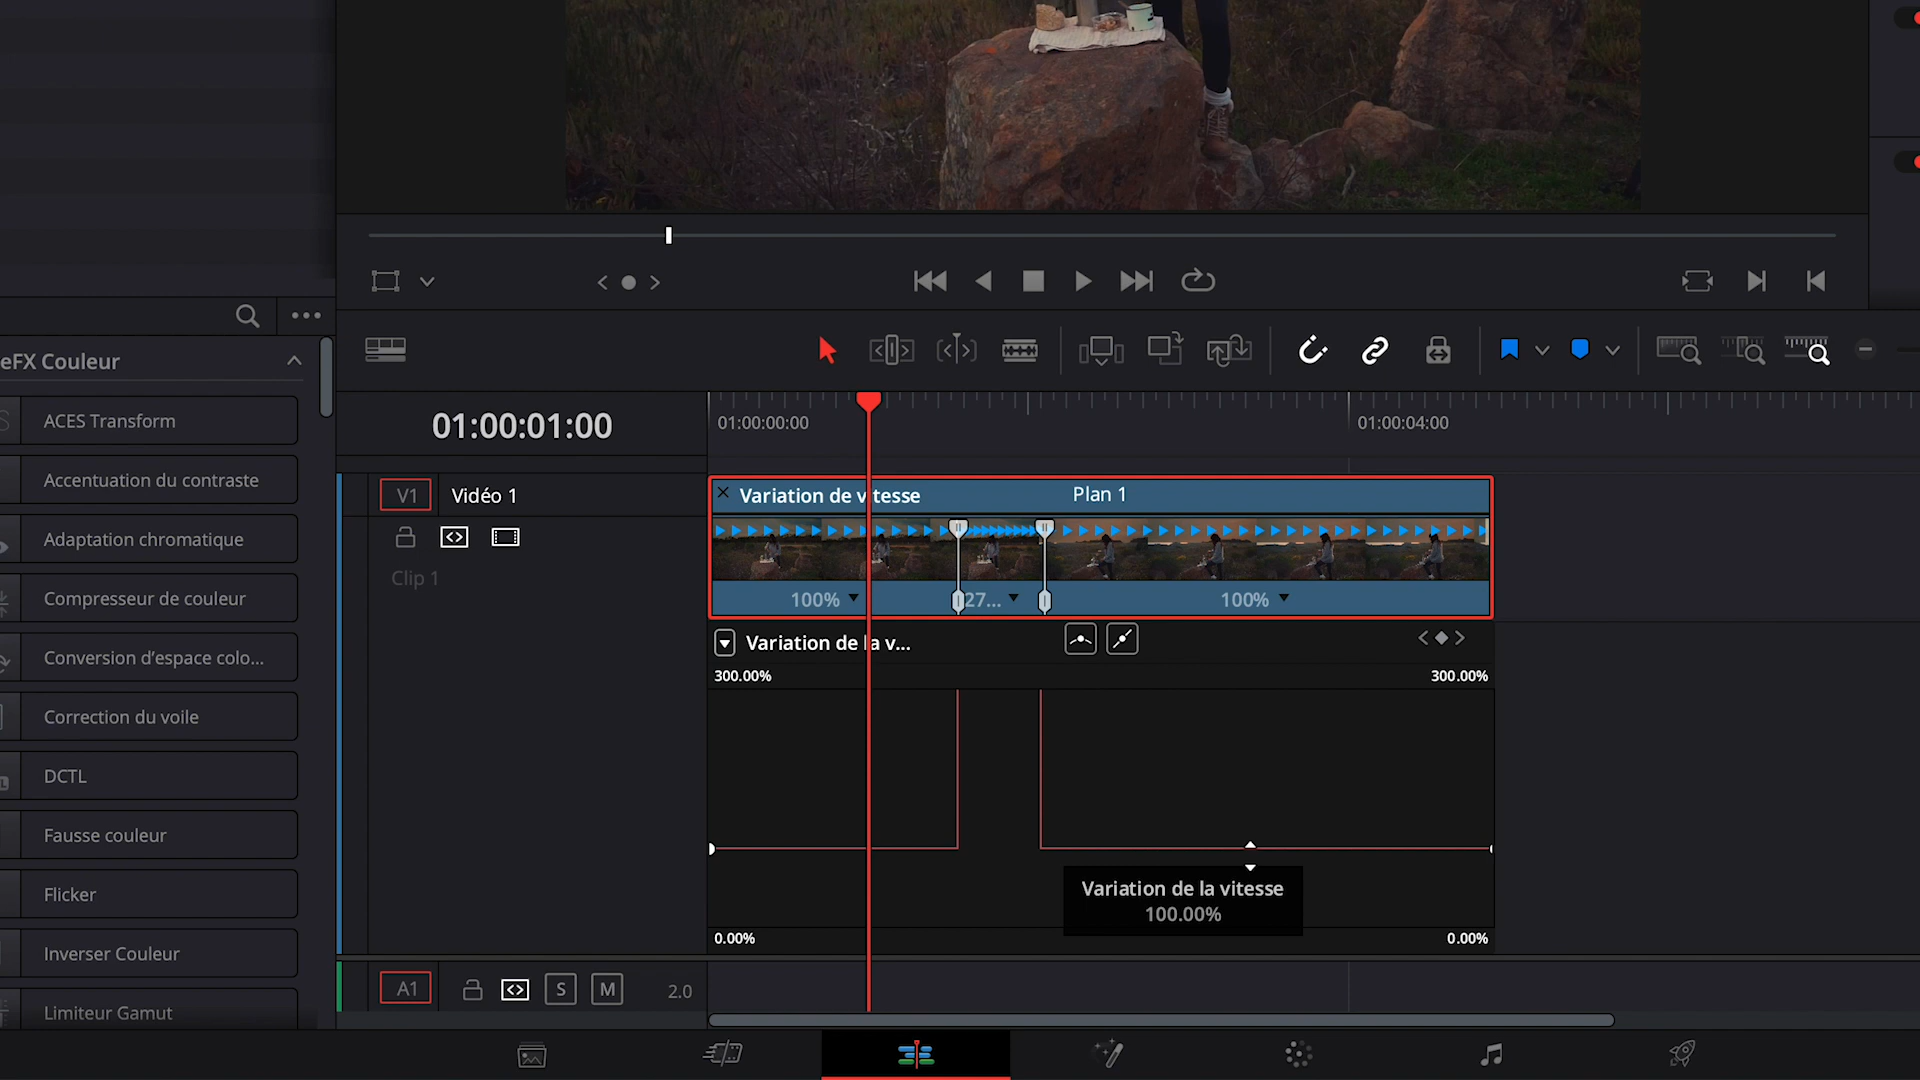 eFX Couleur
ACES Transform
Accentuation du contraste
Adaptation chromatique
Compresseur de couleur
Conversion d'espace colo...
Correction du voile
DCTL
Fausse couleur
Flicker
Inverser Couleur
Limiteur Gamut
01:00:01:00
01:00:00:00
01:00:04:00
V1
Vidéo 1
Clip 1
Variation de vitesse
Plan 1
100%
27...
100%
Variation de la v...
300.00%
300.00%
Variation de la vitesse
100.00%
0.00%
0.00%
A1
S
M
2.0